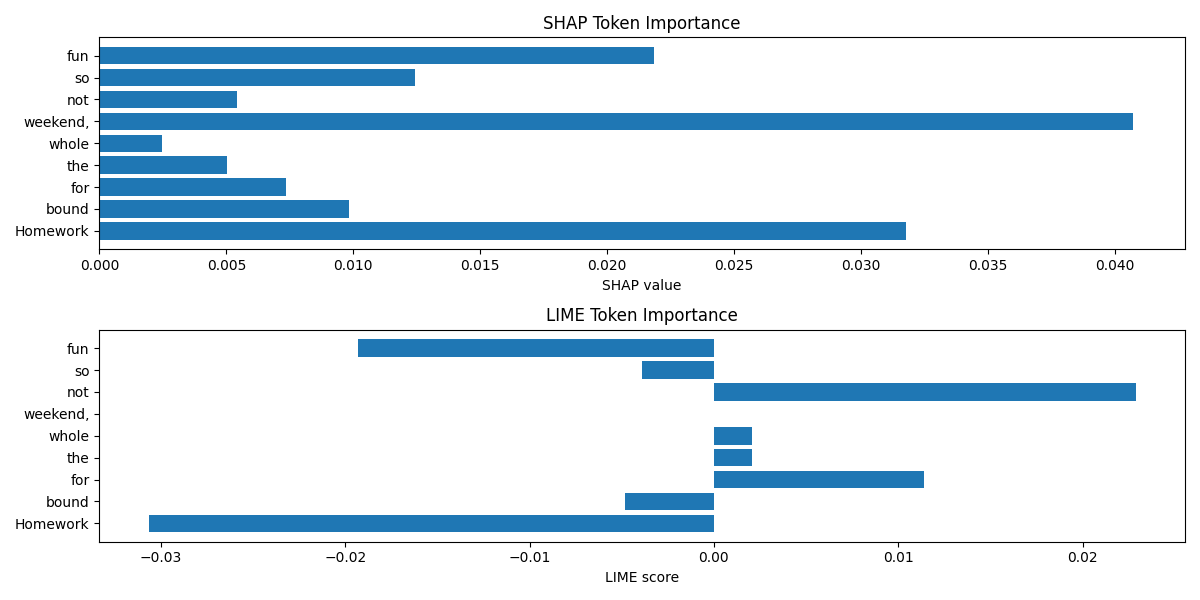 SHAP Token Importance
fun
so
not
weekend,
whole
the
for
bound
Homework
0.000 0.005 0.010 0.015 0.020 0.025 0.030 0.035 0.040
SHAP value
LIME Token Importance
fun
so
not
weekend,
whole
the
for
bound
Homework
−0.03 −0.02 −0.01 0.00 0.01 0.02
LIME score